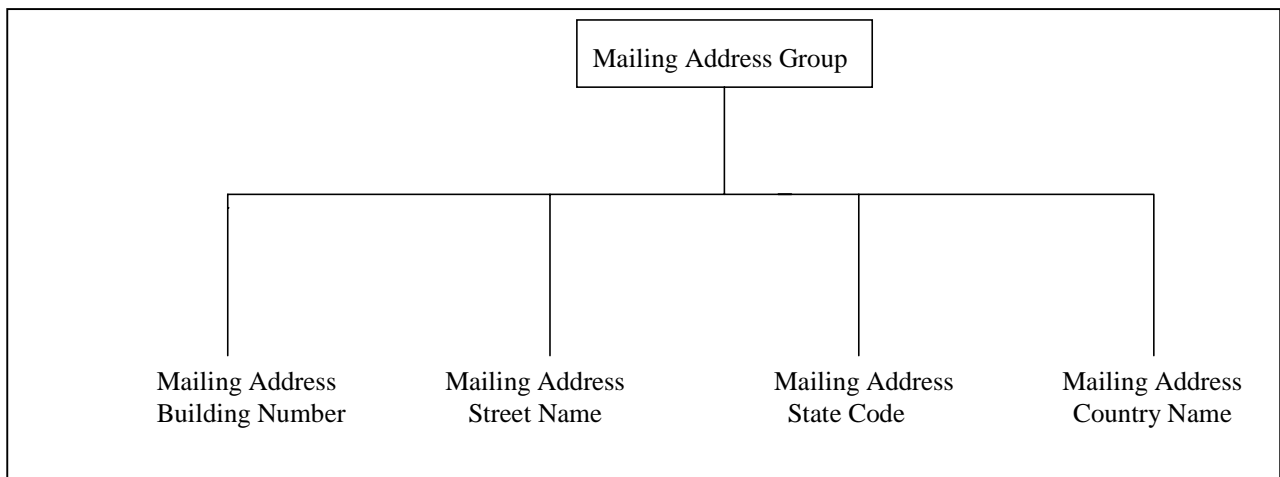 Mailing Address Group
Mailing Address
Building Number
Mailing Address
Street Name
Mailing Address
State Code
Mailing Address
Country Name